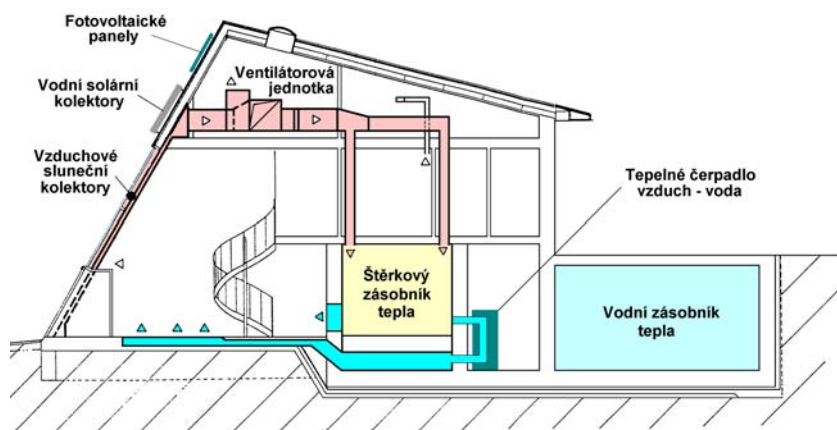 Fotovoltaické
panely
Vodní solární
kolektory
Vzduchové
sluneční
kolektory
Ventilátorová
jednotka
Tepelné čerpadlo
vzduch - voda
Štěrkový
zásobník
tepla
Vodní zásobník
tepla